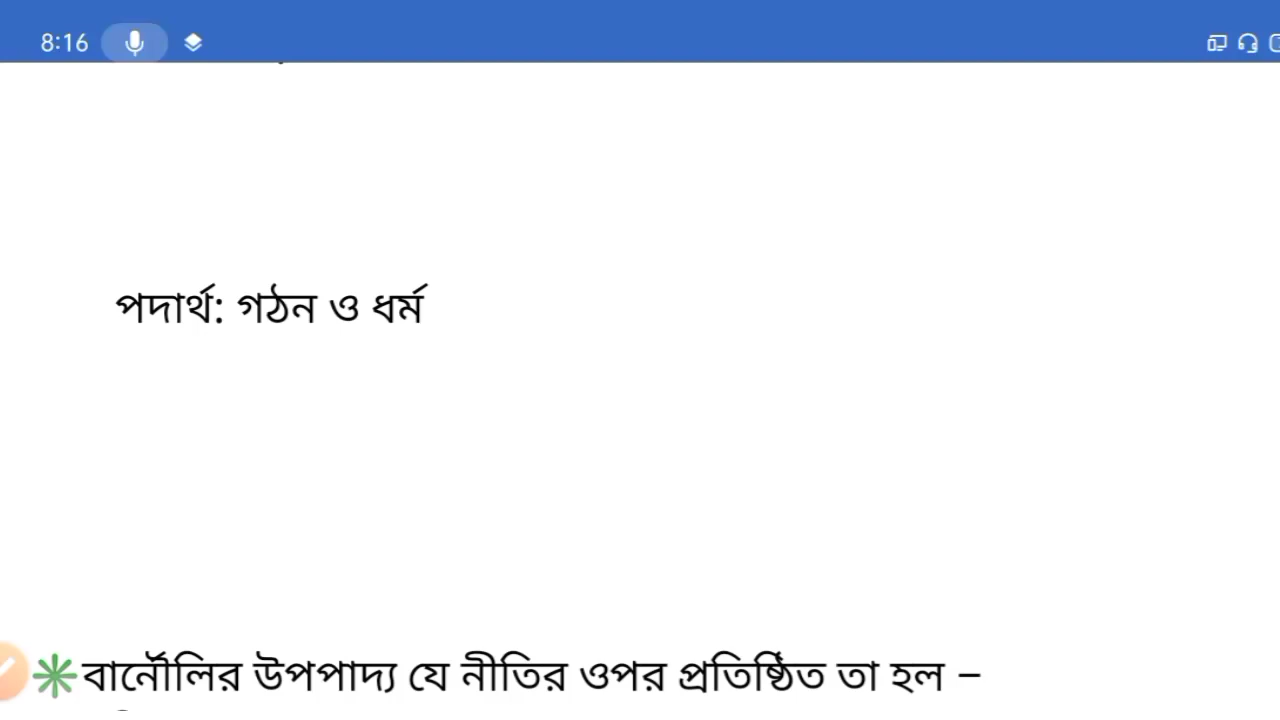 8:16
পদার্থ: গঠন ও ধর্ম
বার্নৌলির উপপাদ্য যে নীতির ওপর প্রতিষ্ঠিত তা হল –